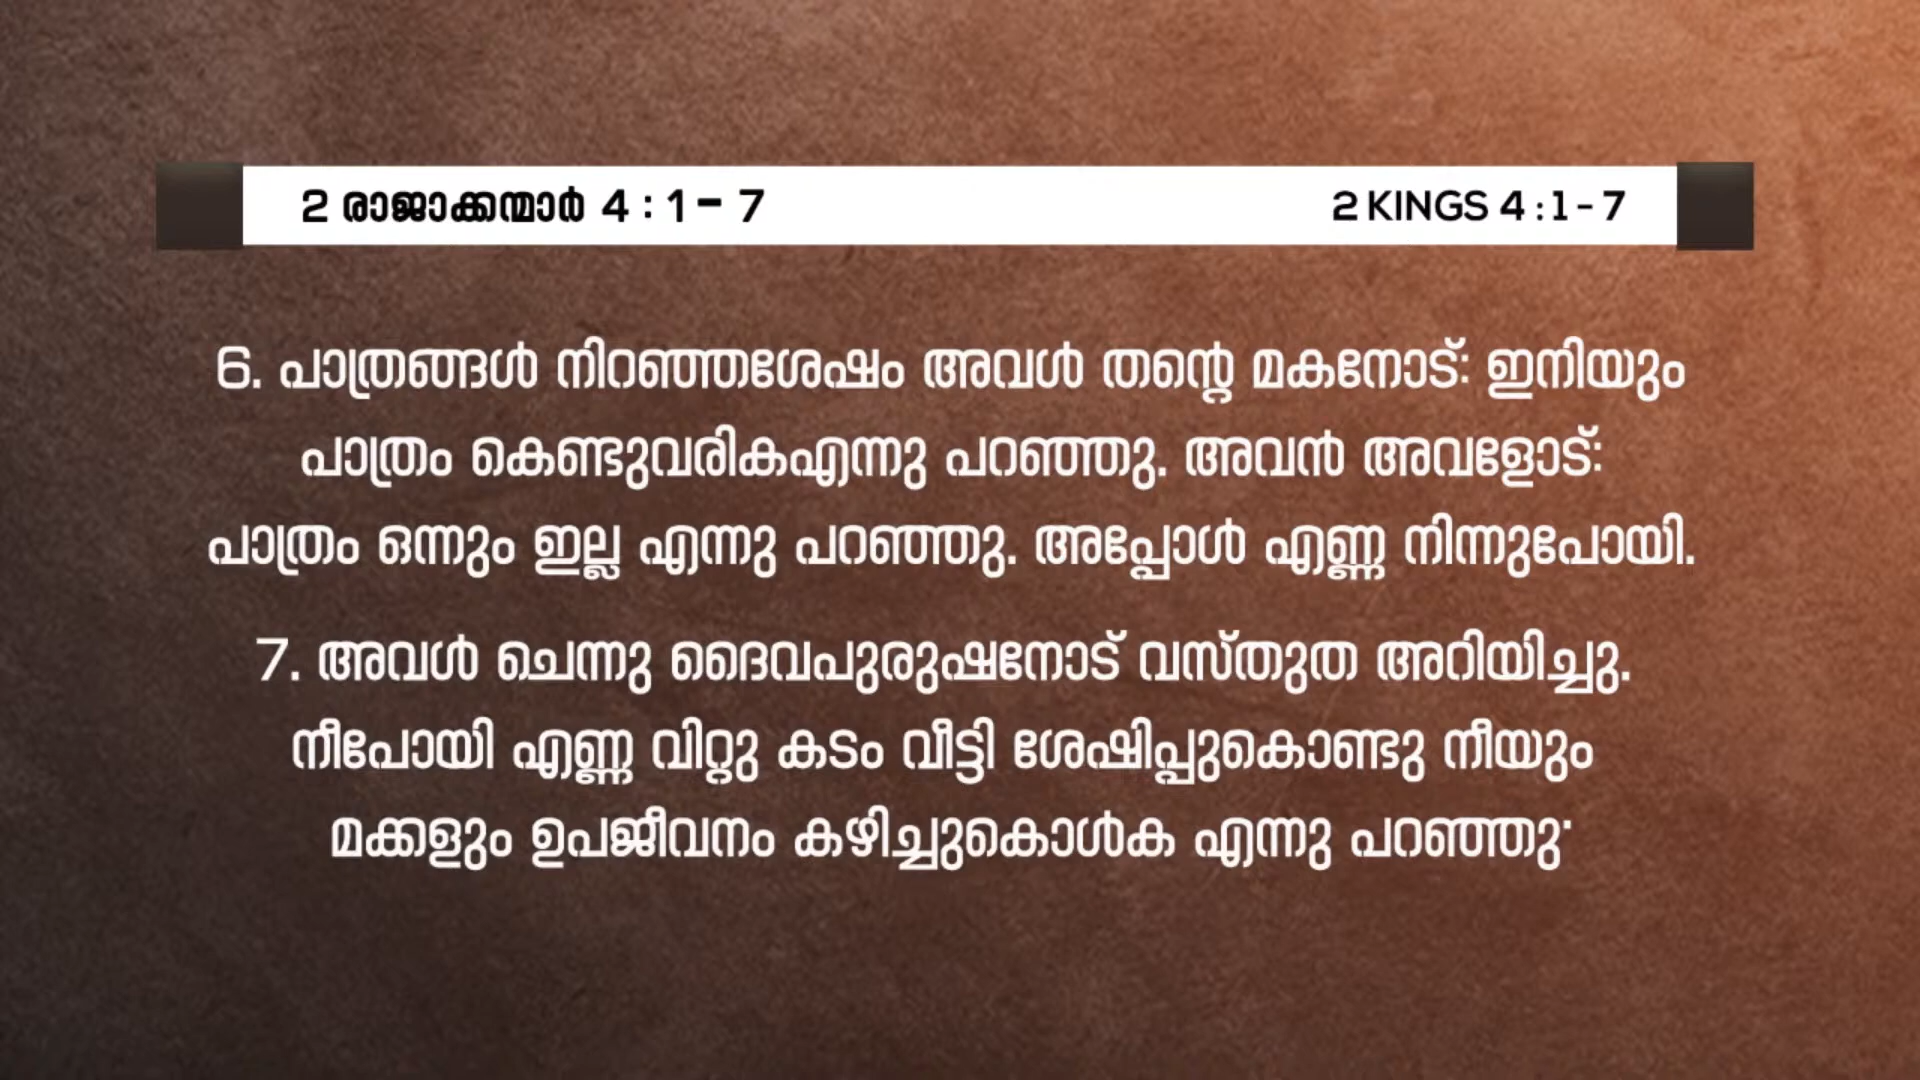 2 രാജാക്കന്മാർ 4 : 1 - 7
2 KINGS 4 : 1 - 7
6. പാത്രങ്ങൾ നിറഞ്ഞശേഷം അവൾ തന്റെ മകനോട്: ഇനിയും
പാത്രം കെണ്ടുവരികഎന്നു പറഞ്ഞു. അവൻ അവളോട്:
പാത്രം ഒന്നും ഇല്ല എന്നു പറഞ്ഞു. അപ്പോൾ എണ്ണ നിന്നുപോയി.
7. അവൾ ചെന്നു ദൈവപുരുഷനോട് വസ്തുത അറിയിച്ചു.
നീപോയി എണ്ണ വിറ്റു കടം വീട്ടി ശേഷിപ്പുകൊണ്ടു നീയും
മക്കളും ഉപജീവനം കഴിച്ചുകൊൾക എന്നു പറഞ്ഞു·